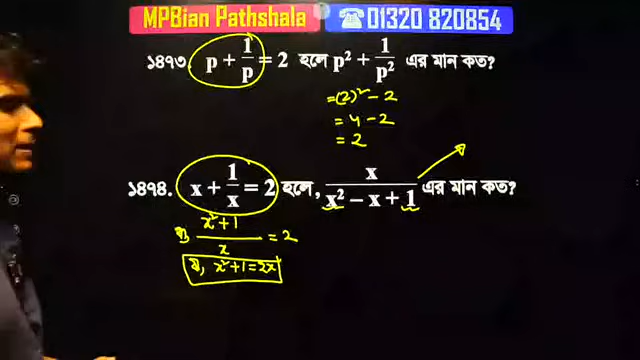 MPBian Pathshala ☎01320 820854
১৪৭৩. p + 1/p = 2 হলে p² + 1/p² এর মান কত?
= (2)² - 2
= 4 - 2
= 2
১৪৭৪. x + 1/x = 2 হলে, x/(x² − x + 1) এর মান কত?
বা, (x²+1)/x = 2
বা, x²+1 = 2x